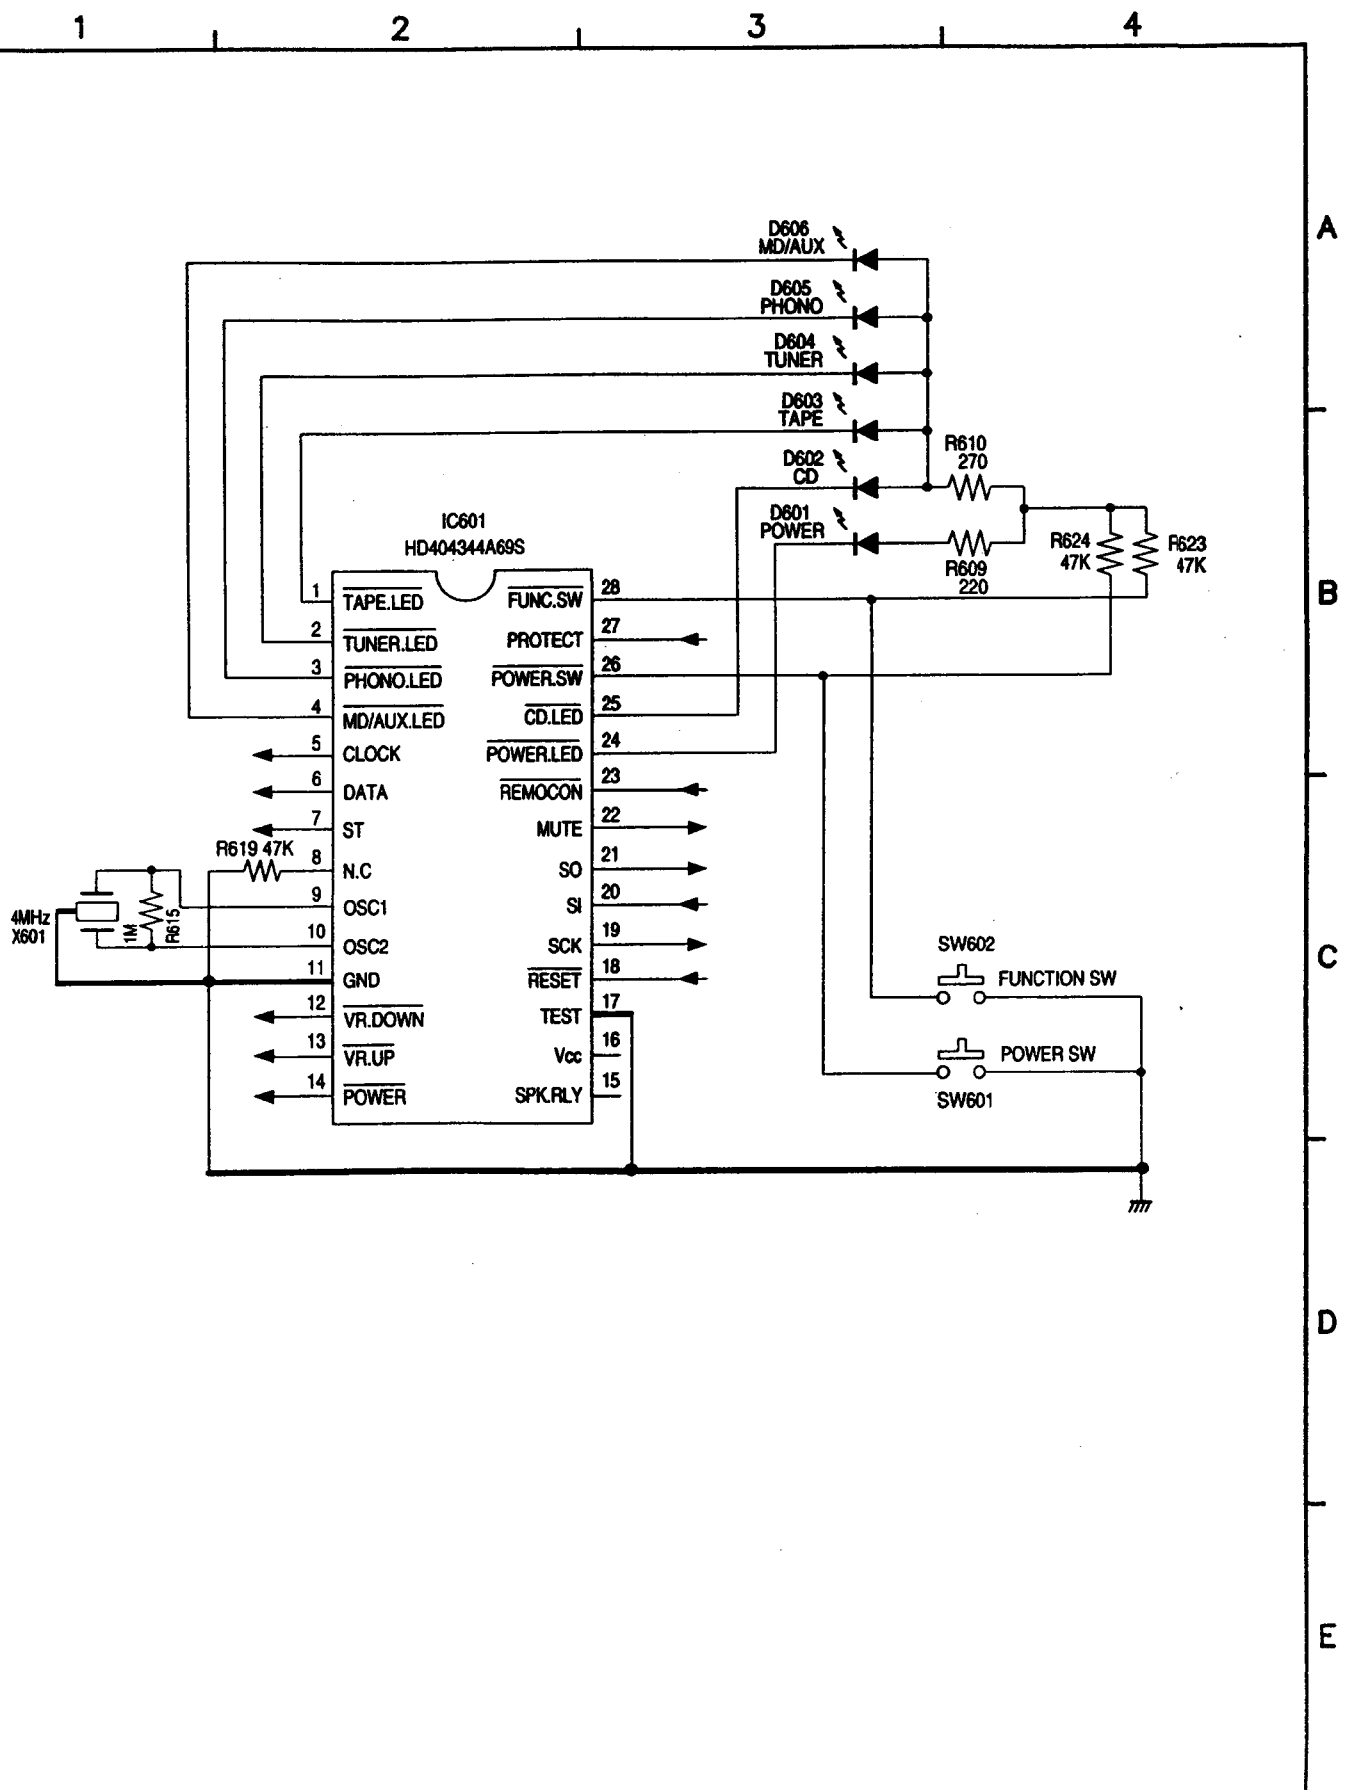 1 2 3 4
A
D606
MD/AUX
D605
PHONO
D604
TUNER
D603
TAPE
R610
270
D602
CD
D601
POWER
R609
220
R624
47K
R623
47K
B
IC601
HD404344A69S
1 TAPE.LED
2 TUNER.LED
3 PHONO.LED
4 MD/AUX.LED
5 CLOCK
6 DATA
7 ST
R619 47K
8 N.C
9 OSC1
10 OSC2
11 GND
12 VR.DOWN
13 VR.UP
14 POWER
FUNC.SW 28
PROTECT 27
POWER.SW 26
CD.LED 25
POWER.LED 24
REMOCON 23
MUTE 22
SO 21
SI 20
SCK 19
RESET 18
TEST 17
Vcc 16
SPK.RLY 15
4MHz
X601
1M
R615
SW602
FUNCTION SW
POWER SW
SW601
C
D
E